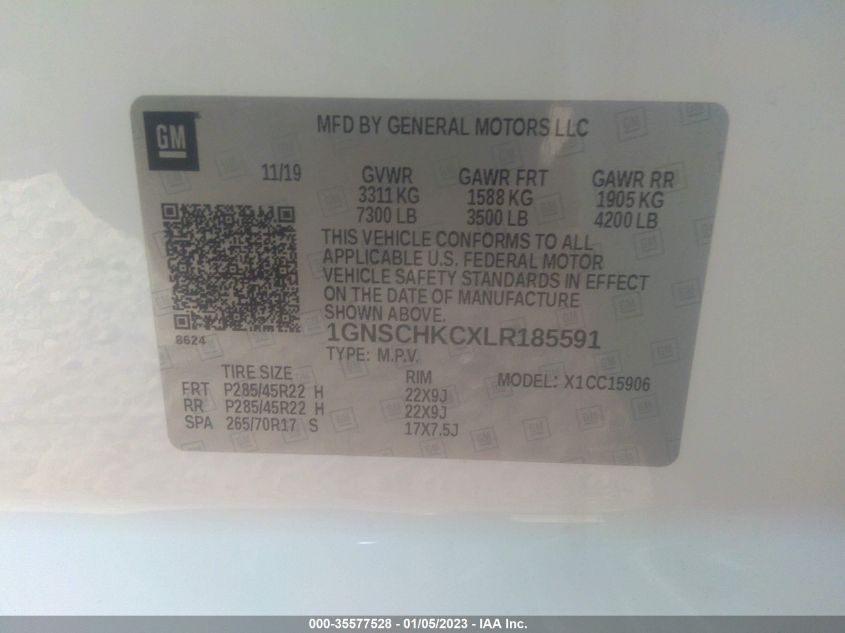 GM
MFD BY GENERAL MOTORS LLC
11/19 GVWR GAWR FRT GAWR RR
3311 KG 1588 KG 1905 KG
7300 LB 3500 LB 4200 LB
THIS VEHICLE CONFORMS TO ALL
APPLICABLE U.S. FEDERAL MOTOR
VEHICLE SAFETY STANDARDS IN EFFECT
ON THE DATE OF MANUFACTURE
SHOWN ABOVE.
8624
1GNSCHKCXLR185591
TYPE: M.P.V.
TIRE SIZE RIM MODEL: X1CC15906
FRT P285/45R22 H 22X9J
RR P285/45R22 H 22X9J
SPA 265/70R17 S 17X7.5J
000-35577528 - 01/05/2023 - IAA Inc.